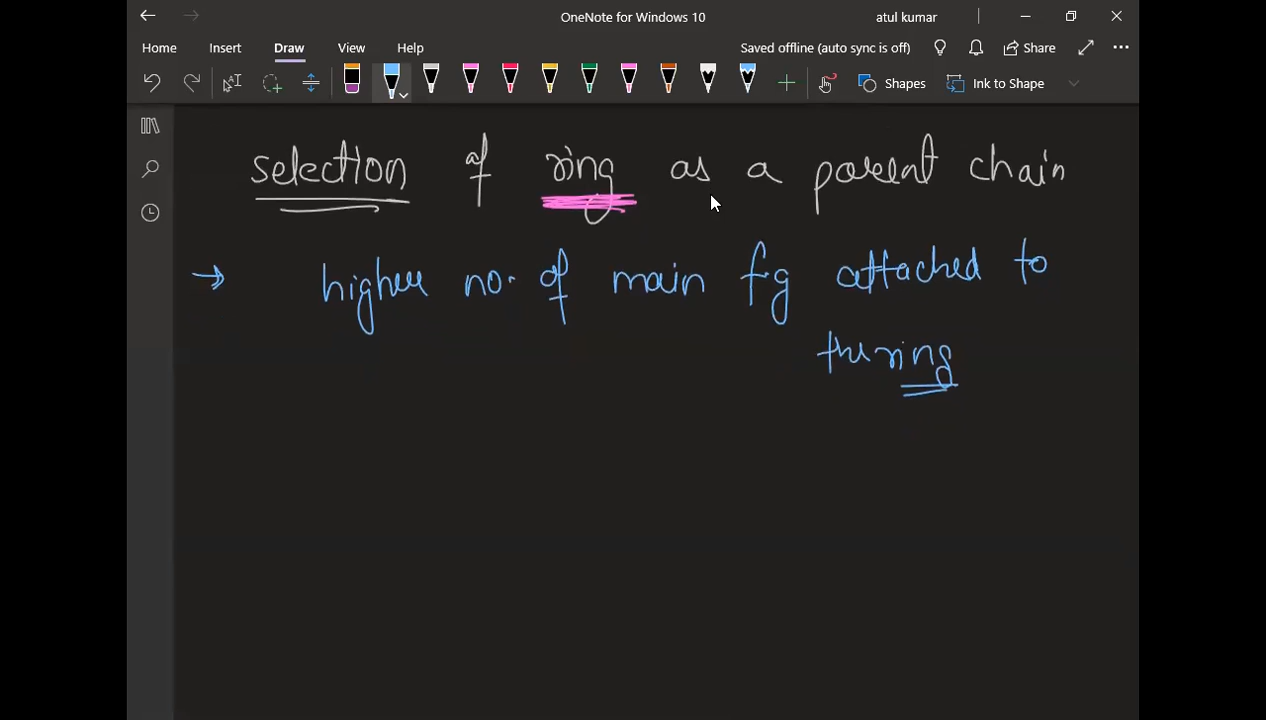 OneNote for Windows 10
atul kumar
Home Insert Draw View Help
Saved offline (auto sync is off)
Share
Shapes
Ink to Shape
selection of ring as a parent chain
→ higher no. of main f.g attached to
the ring